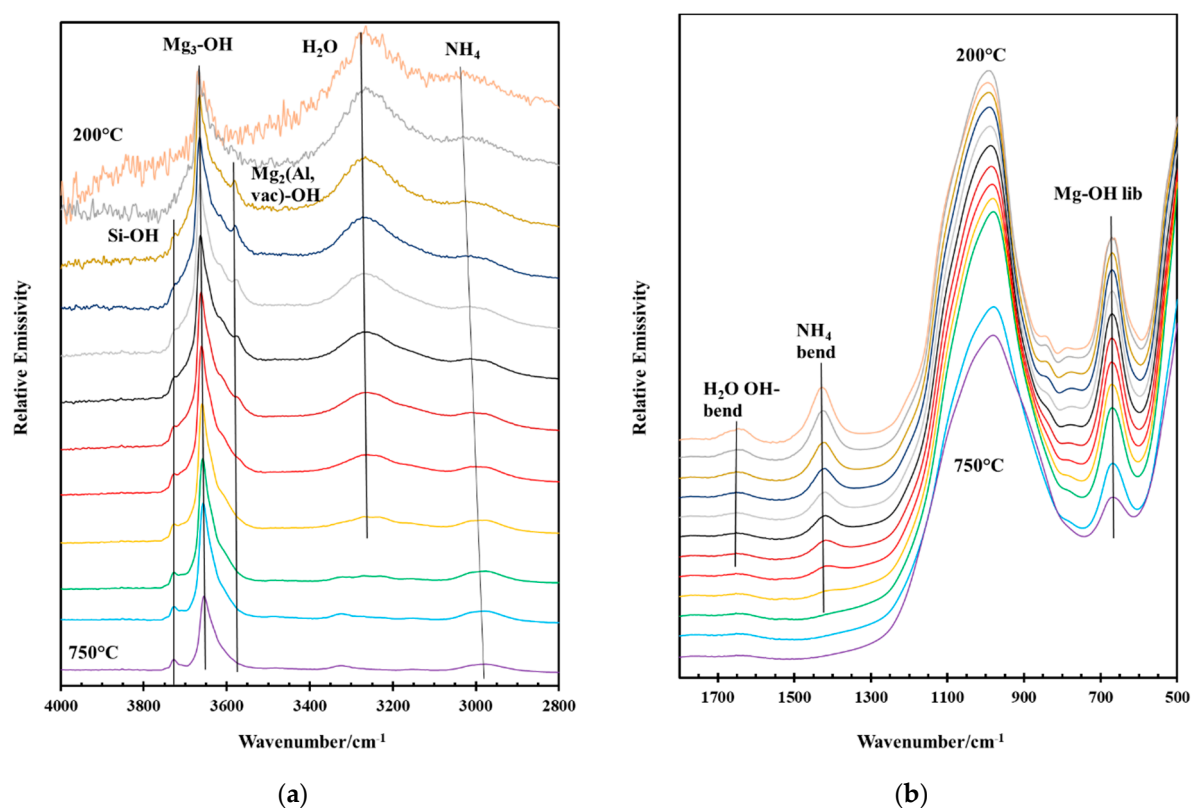 Mg₃-OH
H₂O
NH₄
200°C
Mg₂(Al,
vac)-OH
Si-OH
750°C
Relative Emissivity
4000 3800 3600 3400 3200 3000 2800
Wavenumber/cm⁻¹
(a)
200°C
Mg-OH lib
NH₄
bend
H₂O OH-
bend
750°C
Relative Emissivity
1700 1500 1300 1100 900 700 500
Wavenumber/cm⁻¹
(b)